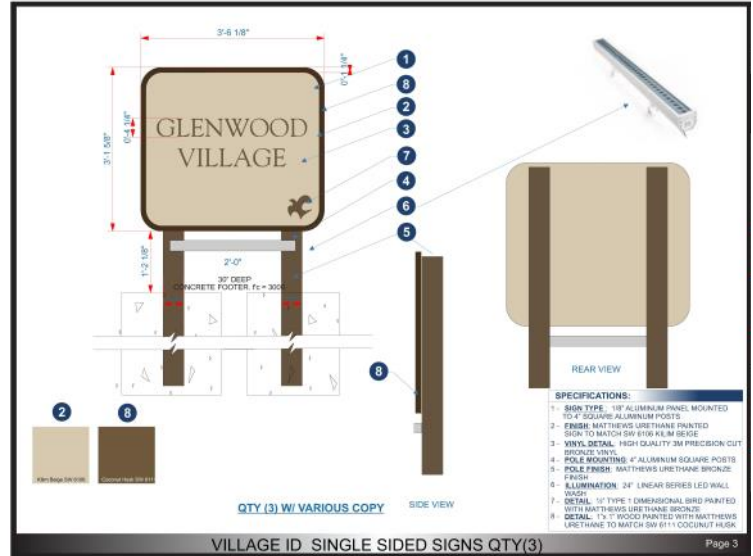 3'-6 1/8"
0'-1 1/4"
3'-1 5/8"
0'-4 1/4"
GLENWOOD
VILLAGE
1
8
2
3
7
4
6
5
1'-2 1/8"
2'-0"
30" DEEP
CONCRETE FOOTER. f'c = 3000
REAR VIEW
8
2
8
Kilim Beige SW 6106
Coconut Husk SW 611
QTY (3) W/ VARIOUS COPY
SIDE VIEW
SPECIFICATIONS:
1 - SIGN TYPE: 1/8" ALUMINUM PANEL MOUNTED
TO 4" SQUARE ALUMINUM POSTS
2 - FINISH: MATTHEWS URETHANE PAINTED
SIGN TO MATCH SW 6106 KILIM BEIGE
3 - VINYL DETAIL: HIGH QUALITY 3M PRECISION CUT
BRONZE VINYL
4 - POLE MOUNTING: 4" ALUMINUM SQUARE POSTS
5 - POLE FINISH: MATTHEWS URETHANE BRONZE
FINISH
6 - ILLUMINATION: 24" LINEAR SERIES LED WALL
WASH
7 - DETAIL: ½" TYPE 1 DIMENSIONAL BIRD PAINTED
WITH MATTHEWS URETHANE BRONZE
8 - DETAIL: 1"x 1" WOOD PAINTED WITH MATTHEWS
URETHANE TO MATCH SW 6111 COCUNUT HUSK
VILLAGE ID SINGLE SIDED SIGNS QTY(3)
Page 3